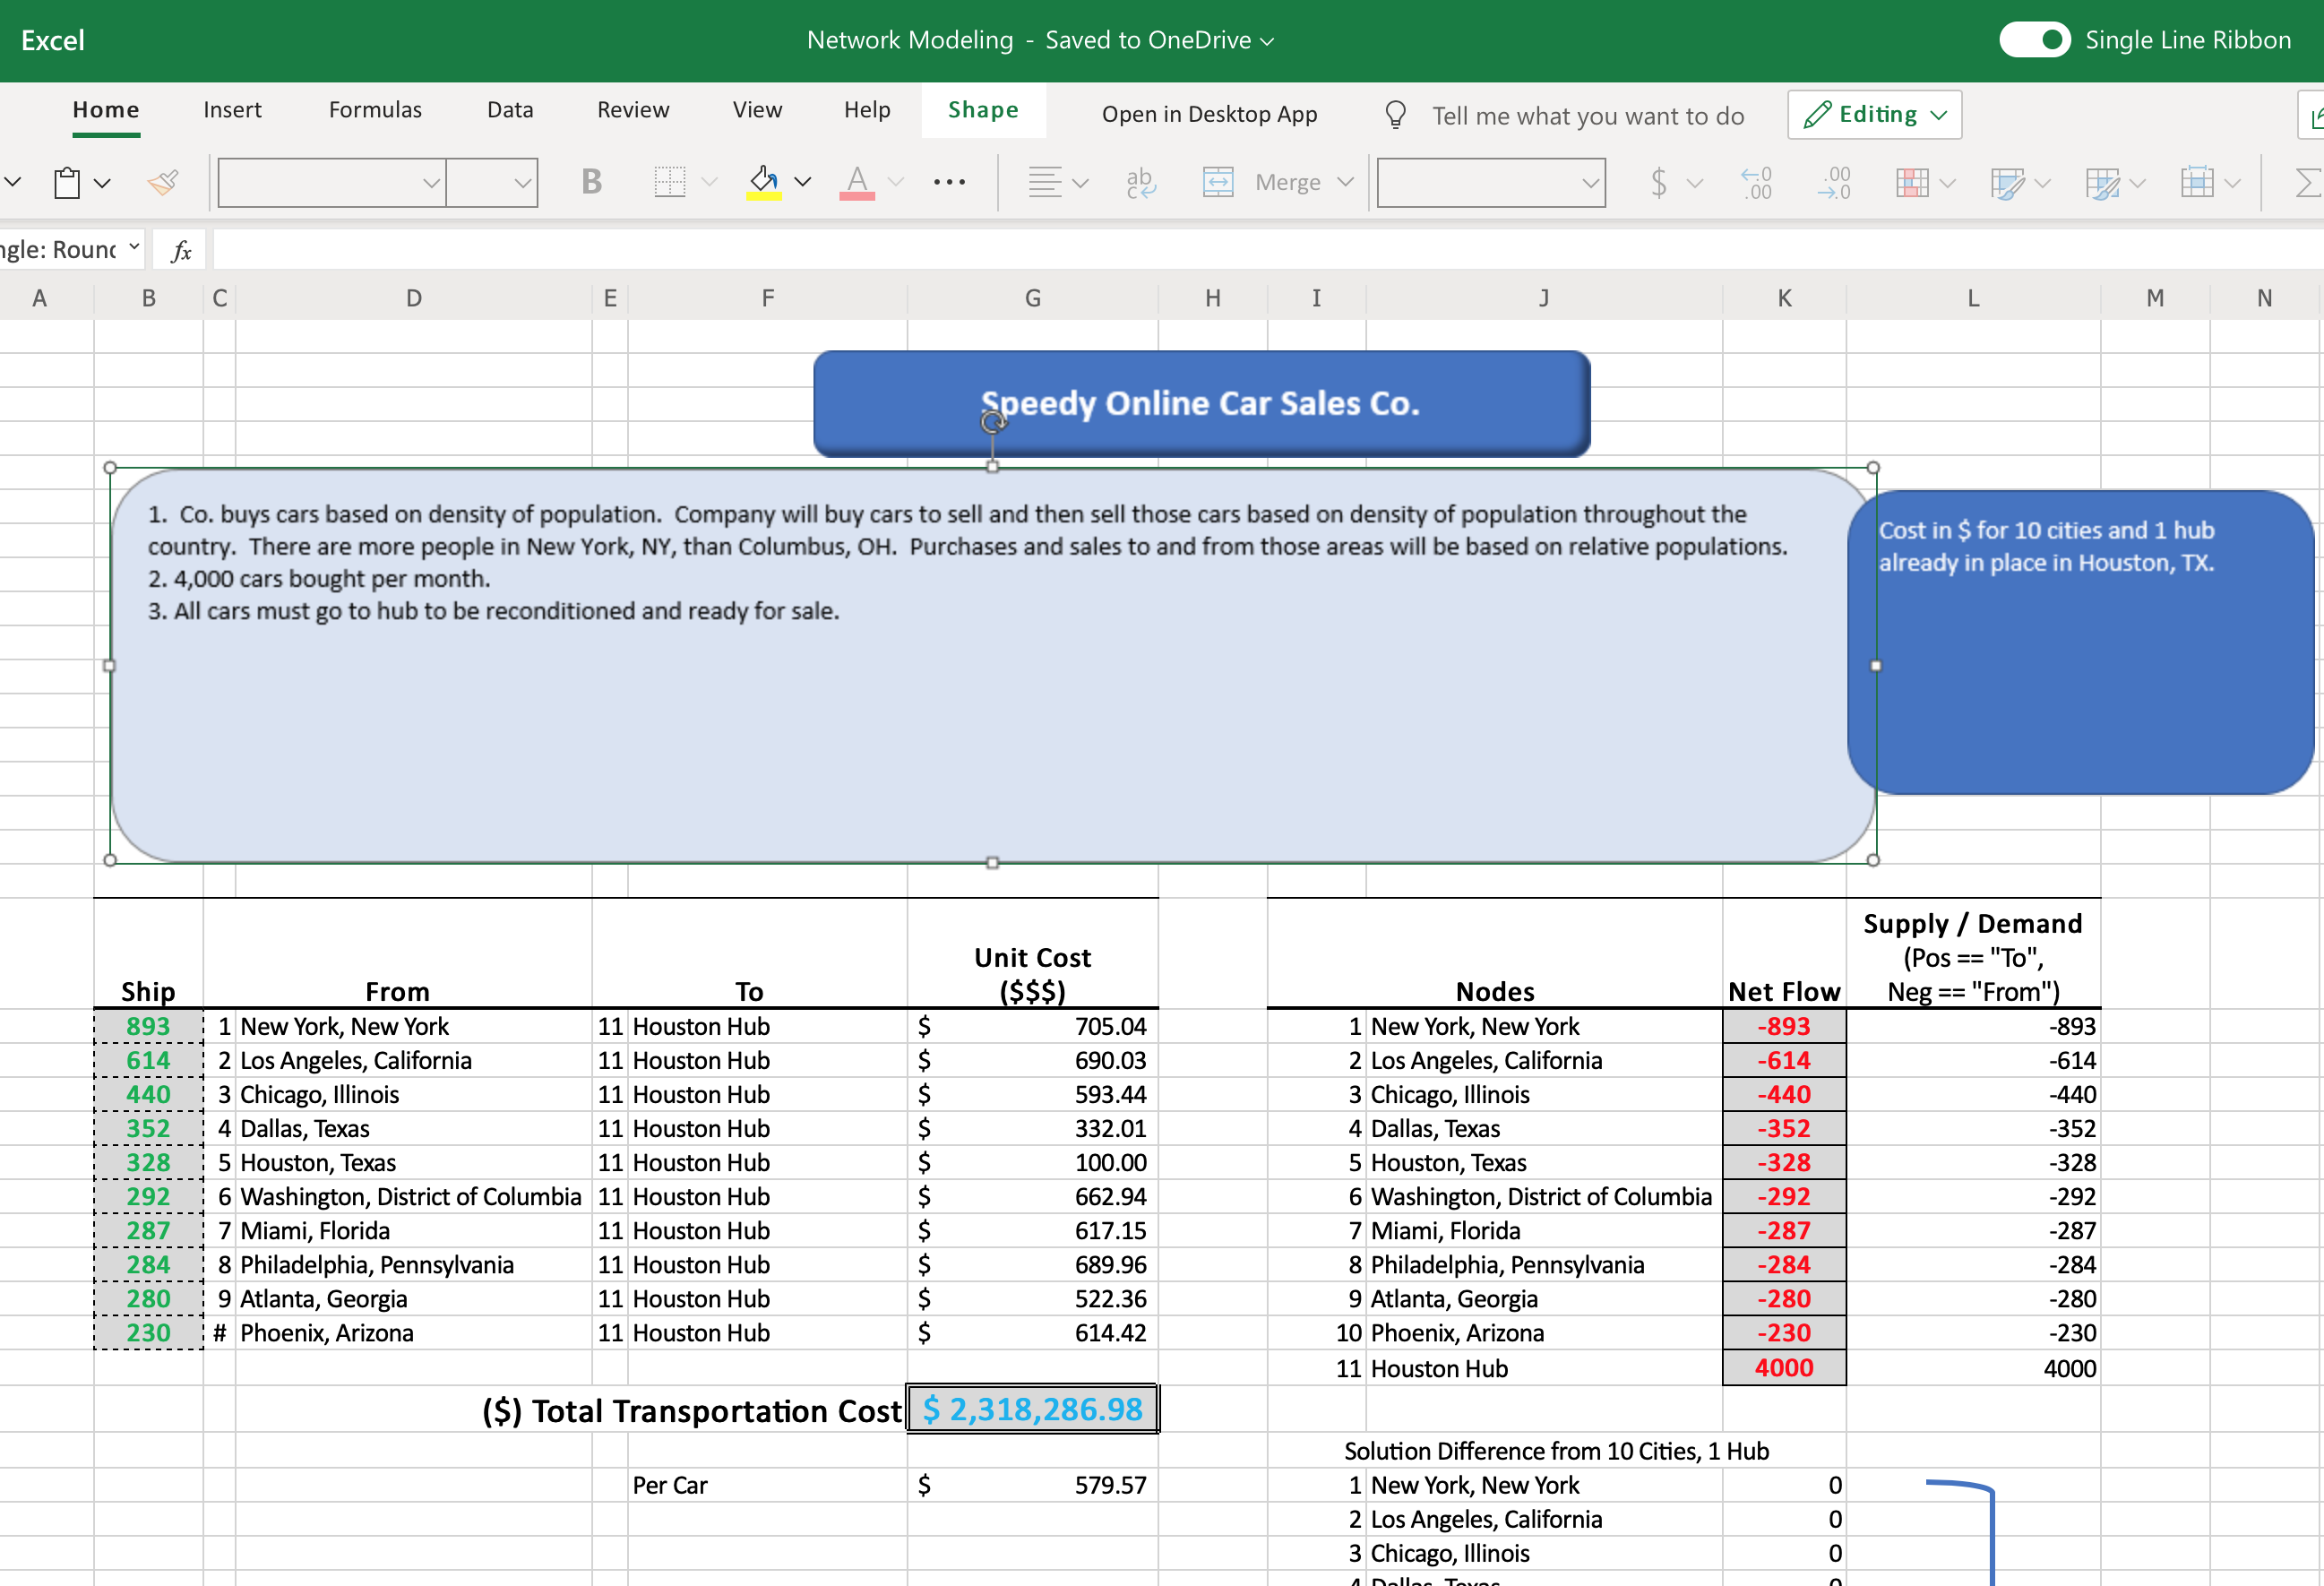 Excel
Network Modeling - Saved to OneDrive
Single Line Ribbon
Home Insert Formulas Data Review View Help Shape Open in Desktop App Tell me what you want to do Editing
B A ab c Merge $ .00 .0
ngle: Roun fx
A B C D E F G H I J K L M N
Speedy Online Car Sales Co.
1. Co. buys cars based on density of population. Company will buy cars to sell and then sell those cars based on density of population throughout the
country. There are more people in New York, NY, than Columbus, OH. Purchases and sales to and from those areas will be based on relative populations.
2. 4,000 cars bought per month.
3. All cars must go to hub to be reconditioned and ready for sale.
Cost in $ for 10 cities and 1 hub
already in place in Houston, TX.
Ship From To Unit Cost
($$$)
893 1 New York, New York 11 Houston Hub $ 705.04
614 2 Los Angeles, California 11 Houston Hub $ 690.03
440 3 Chicago, Illinois 11 Houston Hub $ 593.44
352 4 Dallas, Texas 11 Houston Hub $ 332.01
328 5 Houston, Texas 11 Houston Hub $ 100.00
292 6 Washington, District of Columbia 11 Houston Hub $ 662.94
287 7 Miami, Florida 11 Houston Hub $ 617.15
284 8 Philadelphia, Pennsylvania 11 Houston Hub $ 689.96
280 9 Atlanta, Georgia 11 Houston Hub $ 522.36
230 # Phoenix, Arizona 11 Houston Hub $ 614.42
($) Total Transportation Cost $ 2,318,286.98
Per Car $ 579.57
Nodes Net Flow Supply / Demand
(Pos == "To",
Neg == "From")
1 New York, New York -893 -893
2 Los Angeles, California -614 -614
3 Chicago, Illinois -440 -440
4 Dallas, Texas -352 -352
5 Houston, Texas -328 -328
6 Washington, District of Columbia -292 -292
7 Miami, Florida -287 -287
8 Philadelphia, Pennsylvania -284 -284
9 Atlanta, Georgia -280 -280
10 Phoenix, Arizona -230 -230
11 Houston Hub 4000 4000
Solution Difference from 10 Cities, 1 Hub
1 New York, New York 0
2 Los Angeles, California 0
3 Chicago, Illinois 0
4 Dallas, Texas 0